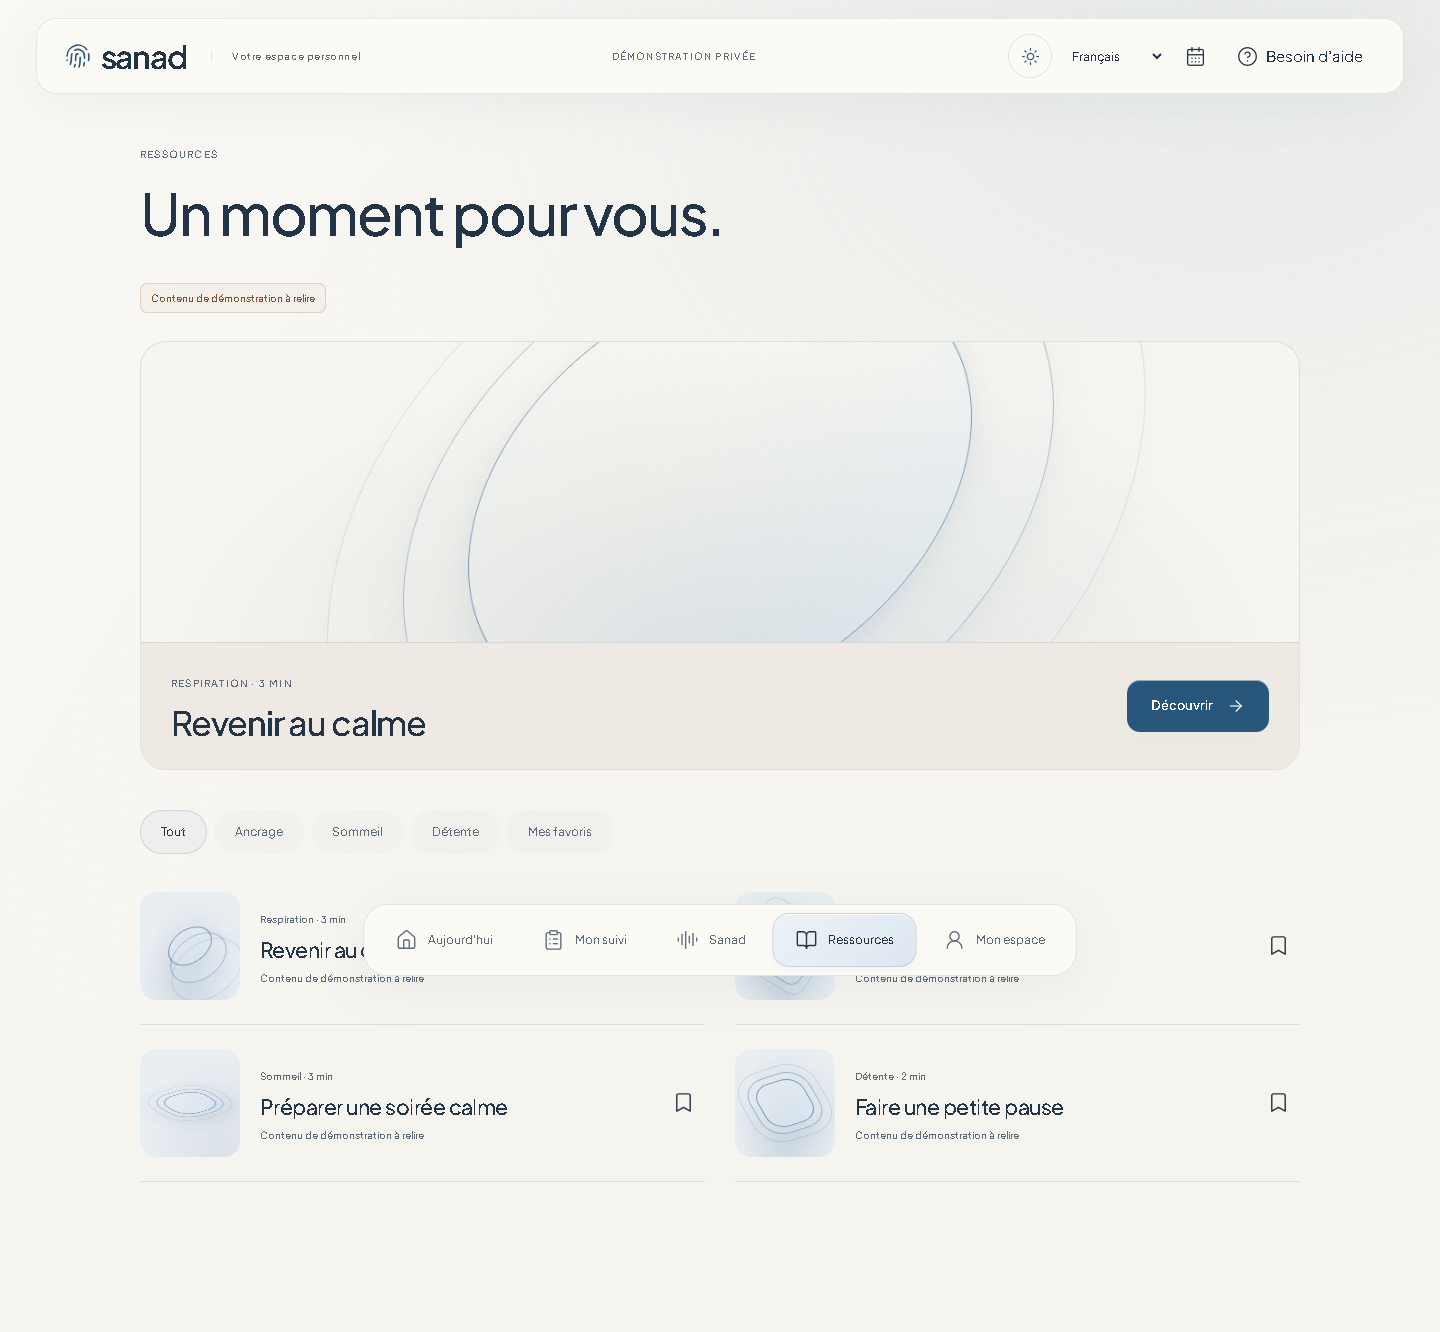 sanad
Votre espace personnel
DÉMONSTRATION PRIVÉE
Français
Besoin d'aide
RESSOURCES
Un moment pour vous.
Contenu de démonstration à relire
RESPIRATION · 3 MIN
Revenir au calme
Découvrir
Tout
Ancrage
Sommeil
Détente
Mes favoris
Respiration · 3 min
Revenir au
Contenu de démonstration à relire
Contenu de démonstration à relire
Aujourd'hui
Mon suivi
Sanad
Ressources
Mon espace
Sommeil · 3 min
Préparer une soirée calme
Contenu de démonstration à relire
Détente · 2 min
Faire une petite pause
Contenu de démonstration à relire